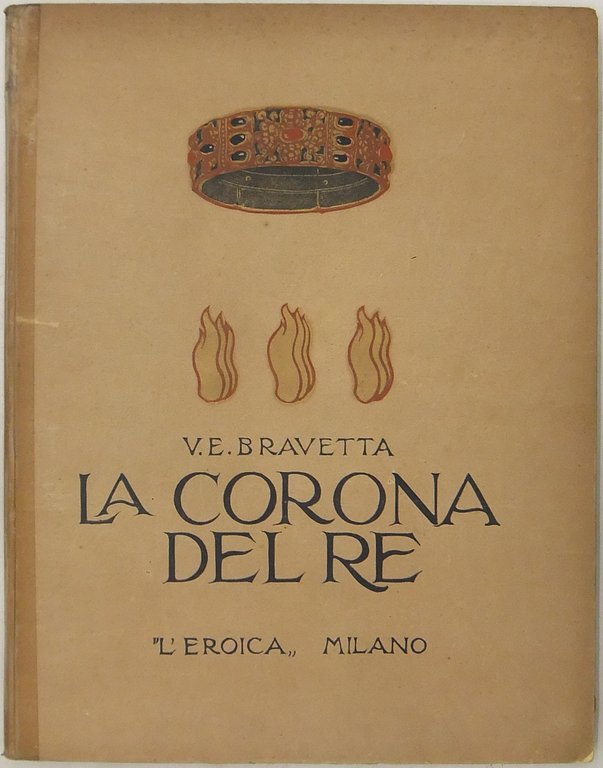 V. E. BRAVETTA
LA CORONA
DEL RE
"L'EROICA„ MILANO